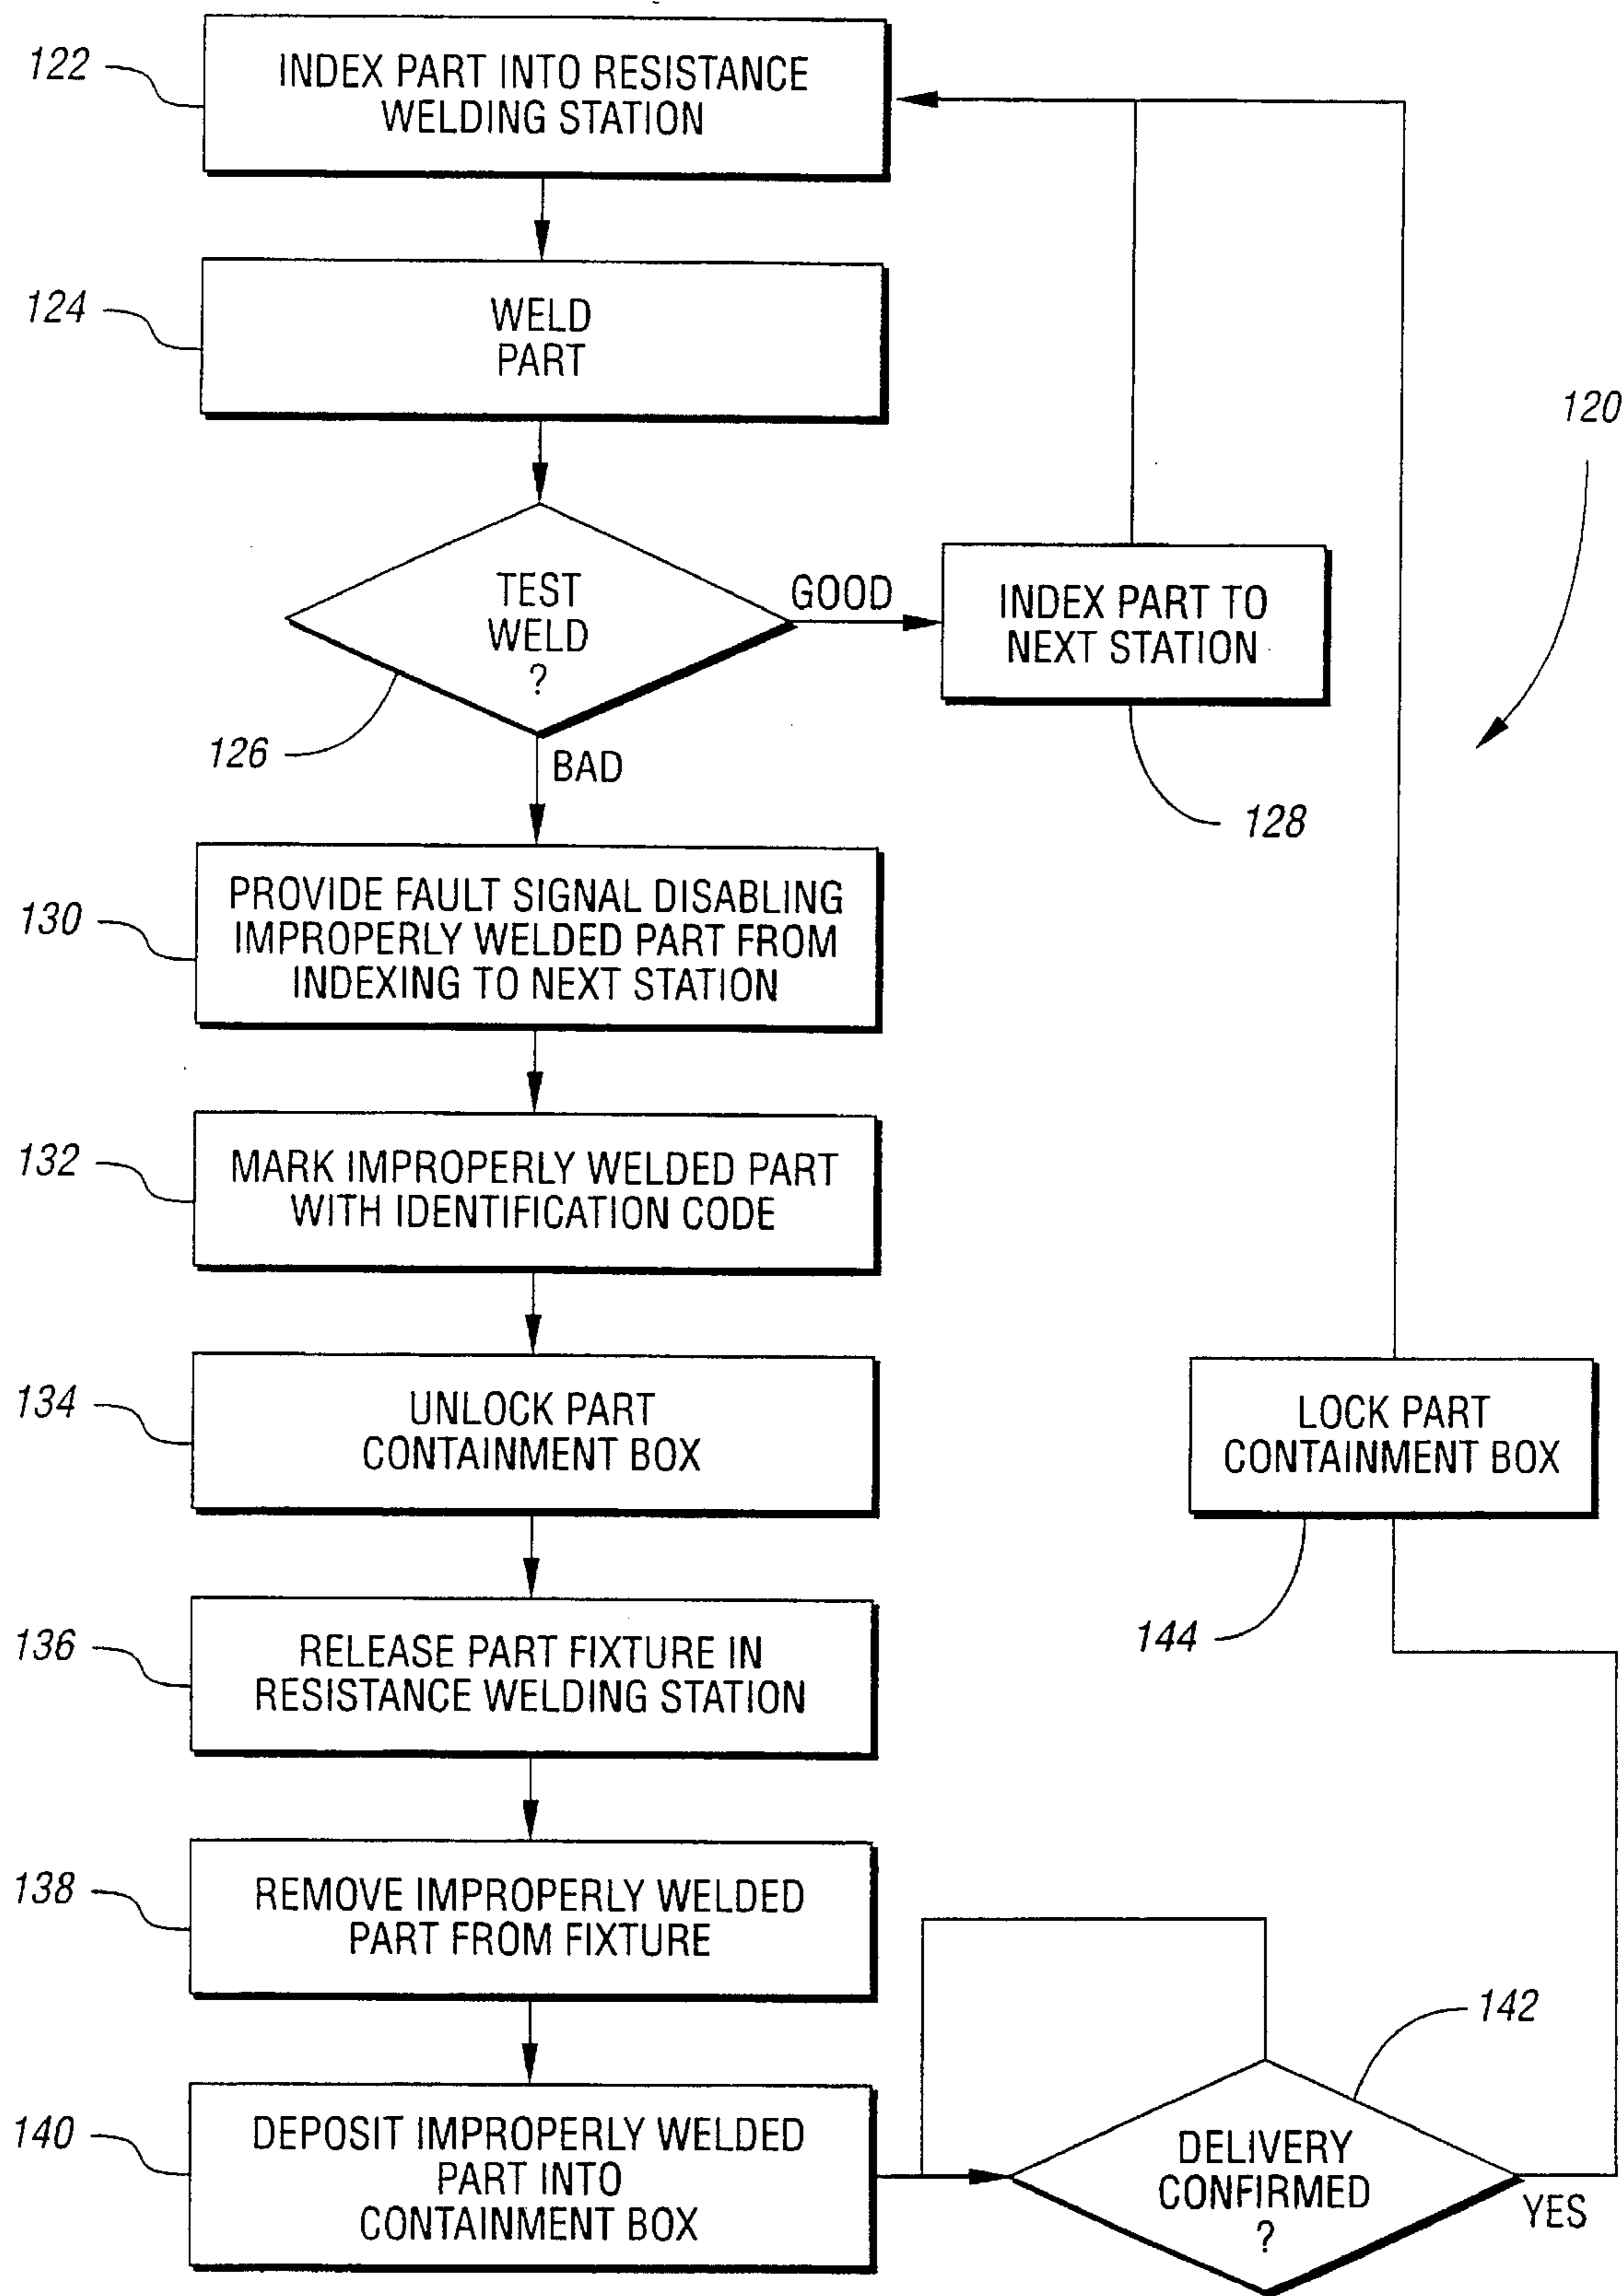 122
INDEX PART INTO RESISTANCE
WELDING STATION
124
WELD
PART
120
TEST
WELD
?
GOOD
INDEX PART TO
NEXT STATION
126
BAD
128
130
PROVIDE FAULT SIGNAL DISABLING
IMPROPERLY WELDED PART FROM
INDEXING TO NEXT STATION
132
MARK IMPROPERLY WELDED PART
WITH IDENTIFICATION CODE
134
UNLOCK PART
CONTAINMENT BOX
LOCK PART
CONTAINMENT BOX
136
RELEASE PART FIXTURE IN
RESISTANCE WELDING STATION
144
138
REMOVE IMPROPERLY WELDED
PART FROM FIXTURE
142
140
DEPOSIT IMPROPERLY WELDED
PART INTO
CONTAINMENT BOX
DELIVERY
CONFIRMED
?
YES